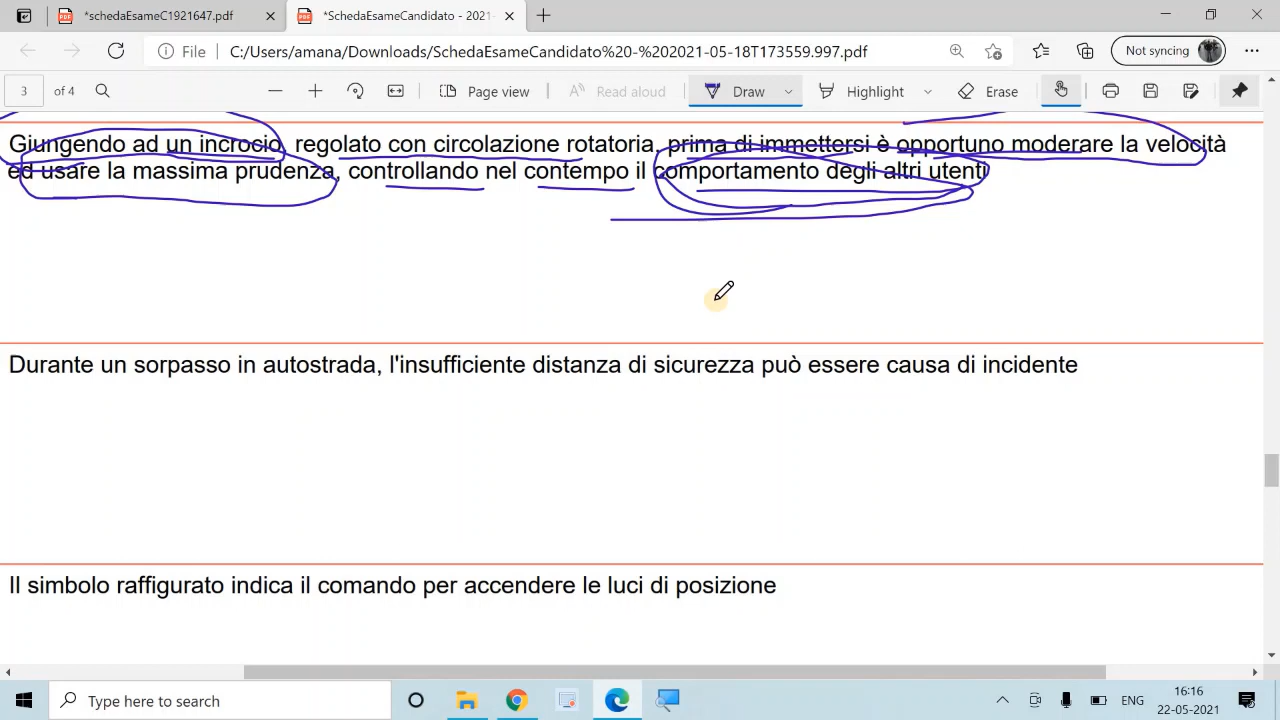 *schedaEsameC1921647.pdf
*SchedaEsameCandidato - 2021-
File
C:/Users/amana/Downloads/SchedaEsameCandidato%20-%202021-05-18T173559.997.pdf
Not syncing
3 of 4
Page view
Read aloud
Draw
Highlight
Erase
Giungendo ad un incrocio, regolato con circolazione rotatoria, prima di immettersi è opportuno moderare la velocità
ed usare la massima prudenza, controllando nel contempo il comportamento degli altri utenti
Durante un sorpasso in autostrada, l'insufficiente distanza di sicurezza può essere causa di incidente
Il simbolo raffigurato indica il comando per accendere le luci di posizione
Type here to search
ENG
16:16
22-05-2021